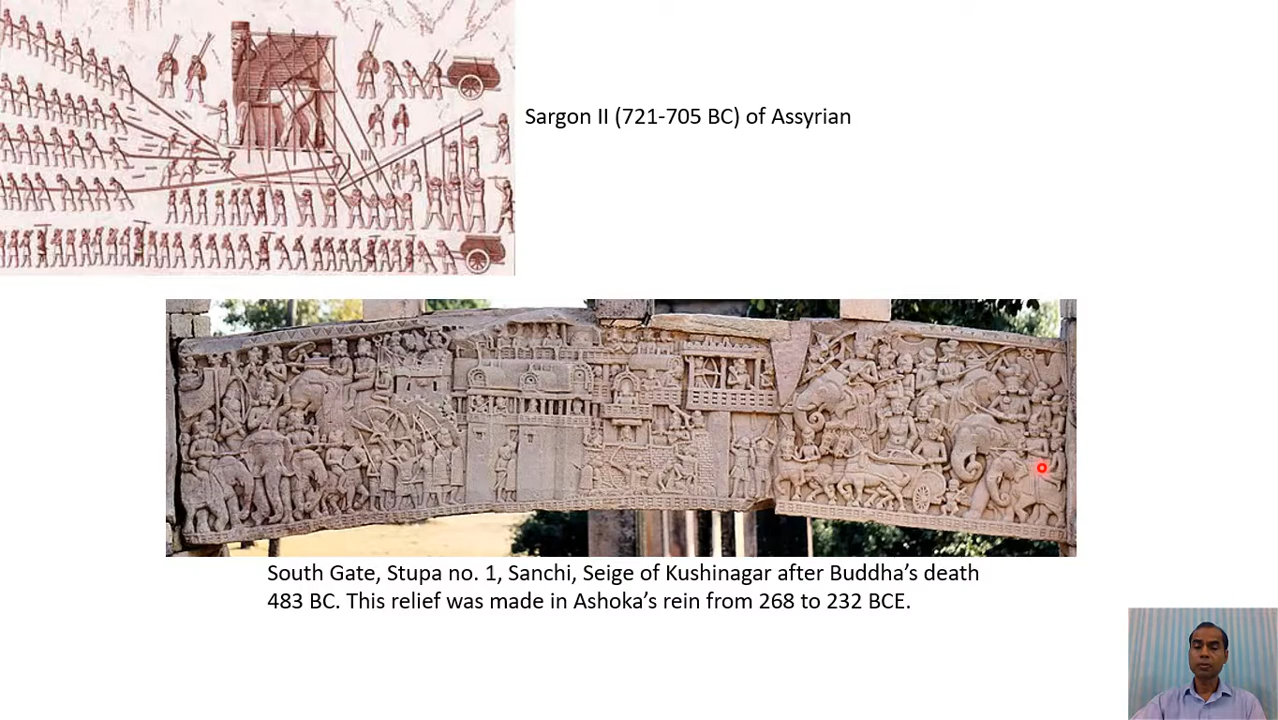 Sargon II (721-705 BC) of Assyrian
South Gate, Stupa no. 1, Sanchi, Seige of Kushinagar after Buddha’s death
483 BC. This relief was made in Ashoka’s rein from 268 to 232 BCE.